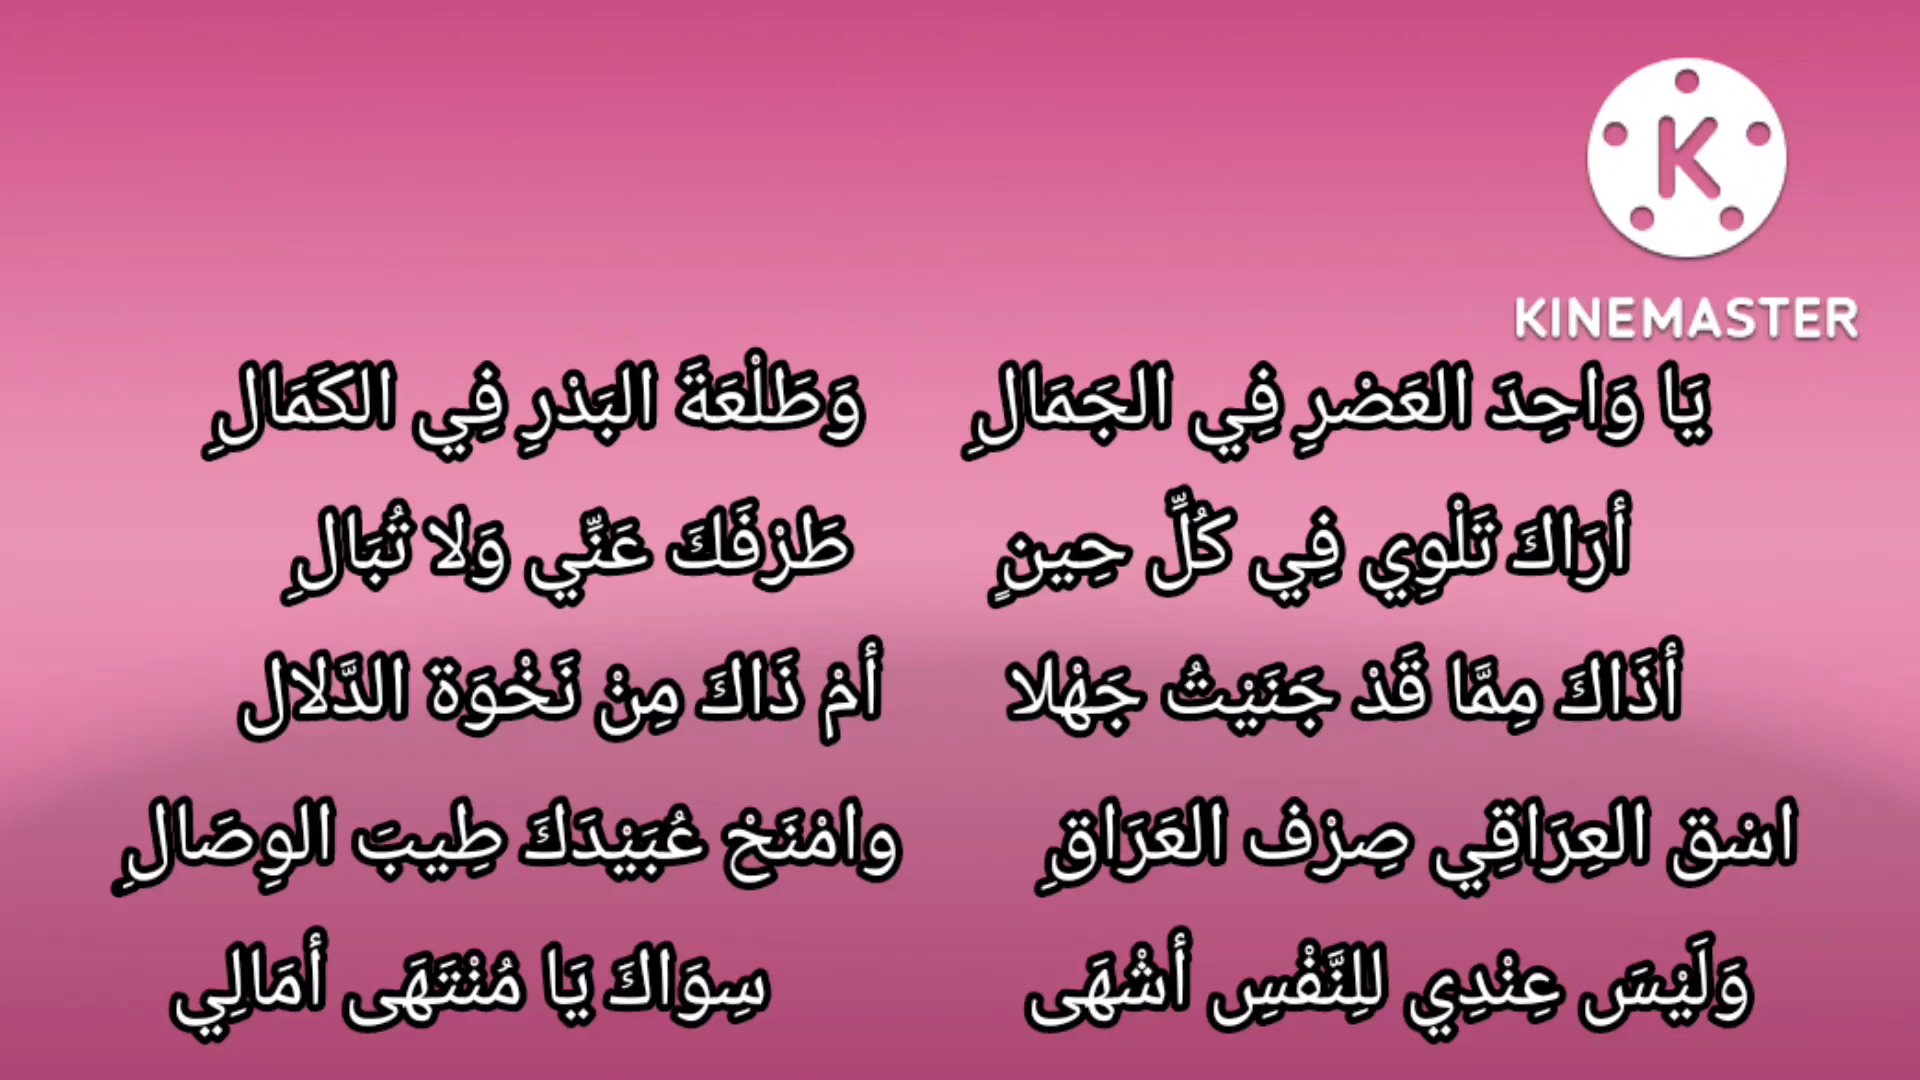 KINEMASTER
يَا وَاحِدَ العَصْرِ فِي الجَمَالِ وَطَلْعَةَ البَدْرِ فِي الكَمَالِ
أرَاكَ تَلْوِي فِي كُلِّ حِينٍ طَرْفَكَ عَنِّي وَلا تُبَالِ
أذَاكَ مِمَّا قَدْ جَنَيْتُ جَهْلا أمْ ذَاكَ مِنْ نَخْوَة الدَّلال
اسْق العِرَاقِي صِرْف العَرَاقِ وامْنَحْ عُبَيْدَكَ طِيبَ الوِصَالِ
وَلَيْسَ عِنْدِي لِلنَّفْسِ أشْهَى سِوَاكَ يَا مُنْتَهَى أمَالِي